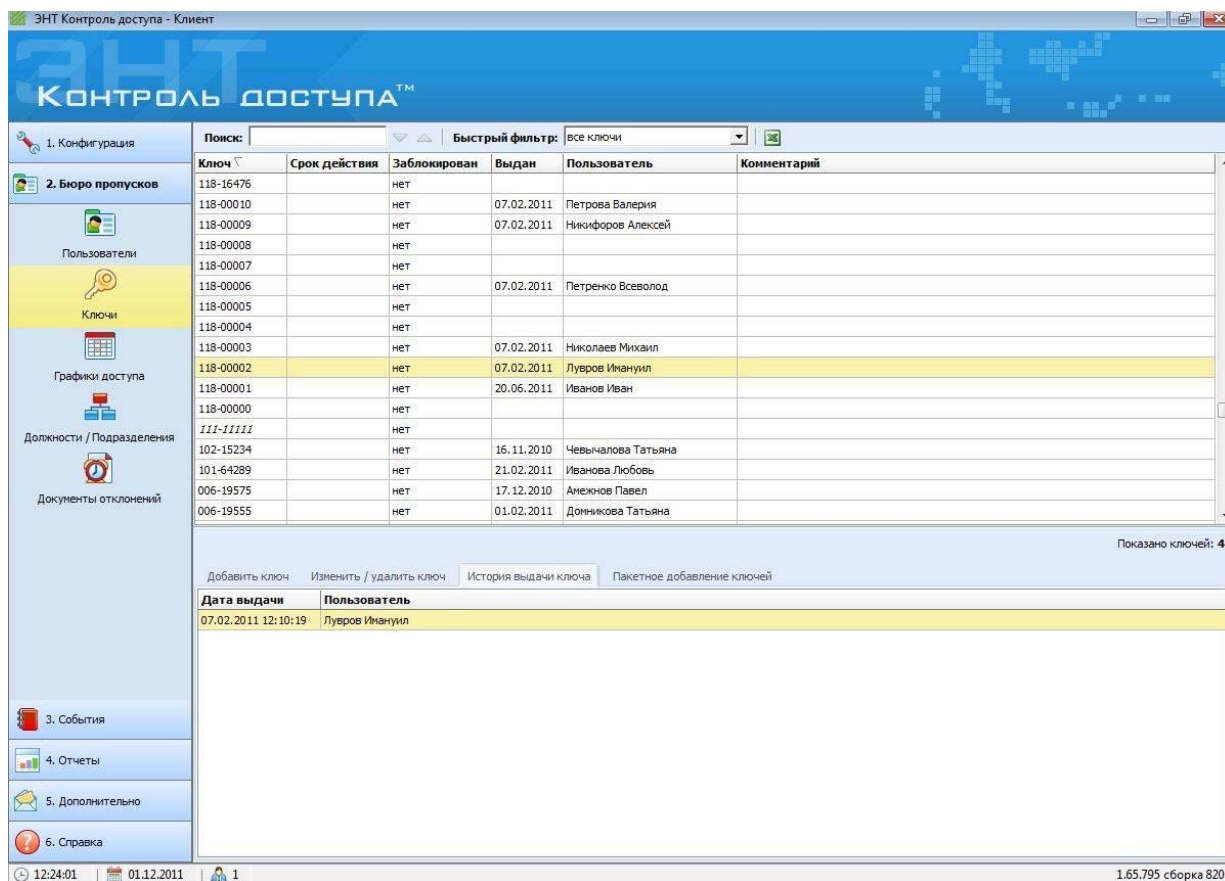 ЭНТ Контроль доступа - Клиент
ЭНТ
Контроль доступа™
1. Конфигурация
2. Бюро пропусков
Пользователи
Ключи
Графики доступа
Должности / Подразделения
Документы отклонений
3. События
4. Отчеты
5. Дополнительно
6. Справка
Поиск: Быстрый фильтр: все ключи
Ключ Срок действия Заблокирован Выдан Пользователь Комментарий
118-16476 нет
118-00010 нет 07.02.2011 Петрова Валерия
118-00009 нет 07.02.2011 Никифоров Алексей
118-00008 нет
118-00007 нет
118-00006 нет 07.02.2011 Петренко Всеволод
118-00005 нет
118-00004 нет
118-00003 нет 07.02.2011 Николаев Михаил
118-00002 нет 07.02.2011 Лувров Имануил
118-00001 нет 20.06.2011 Иванов Иван
118-00000 нет
111-11111 нет
102-15234 нет 16.11.2010 Чевычалова Татьяна
101-64289 нет 21.02.2011 Иванова Любовь
006-19575 нет 17.12.2010 Амежнов Павел
006-19555 нет 01.02.2011 Домникова Татьяна
Показано ключей: 4
Добавить ключ Изменить / удалить ключ История выдачи ключа Пакетное добавление ключей
Дата выдачи Пользователь
07.02.2011 12:10:19 Лувров Имануил
12:24:01 01.12.2011 1 1.65.795 сборка 820